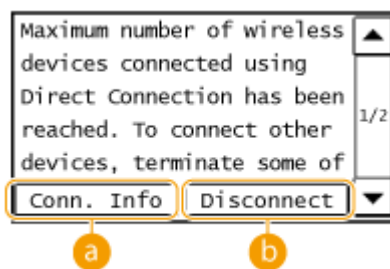 Maximum number of wireless
devices connected using
Direct Connection has been
reached. To connect other
devices, terminate some of
1/2
Conn. Info Disconnect
a b